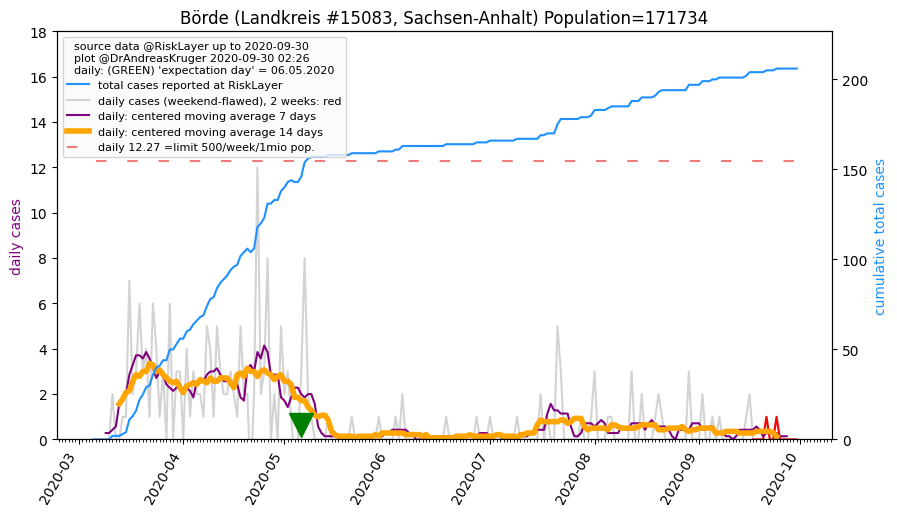 Börde (Landkreis #15083, Sachsen-Anhalt) Population=171734
source data @RiskLayer up to 2020-09-30
plot @DrAndreasKruger 2020-09-30 02:26
daily: (GREEN) 'expectation day' = 06.05.2020
total cases reported at RiskLayer
daily cases (weekend-flawed), 2 weeks: red
daily: centered moving average 7 days
daily: centered moving average 14 days
daily 12.27 =limit 500/week/1mio pop.
daily cases
18
16
14
12
10
8
6
4
2
0
cumulative total cases
200
150
100
50
0
2020-03
2020-04
2020-05
2020-06
2020-07
2020-08
2020-09
2020-10